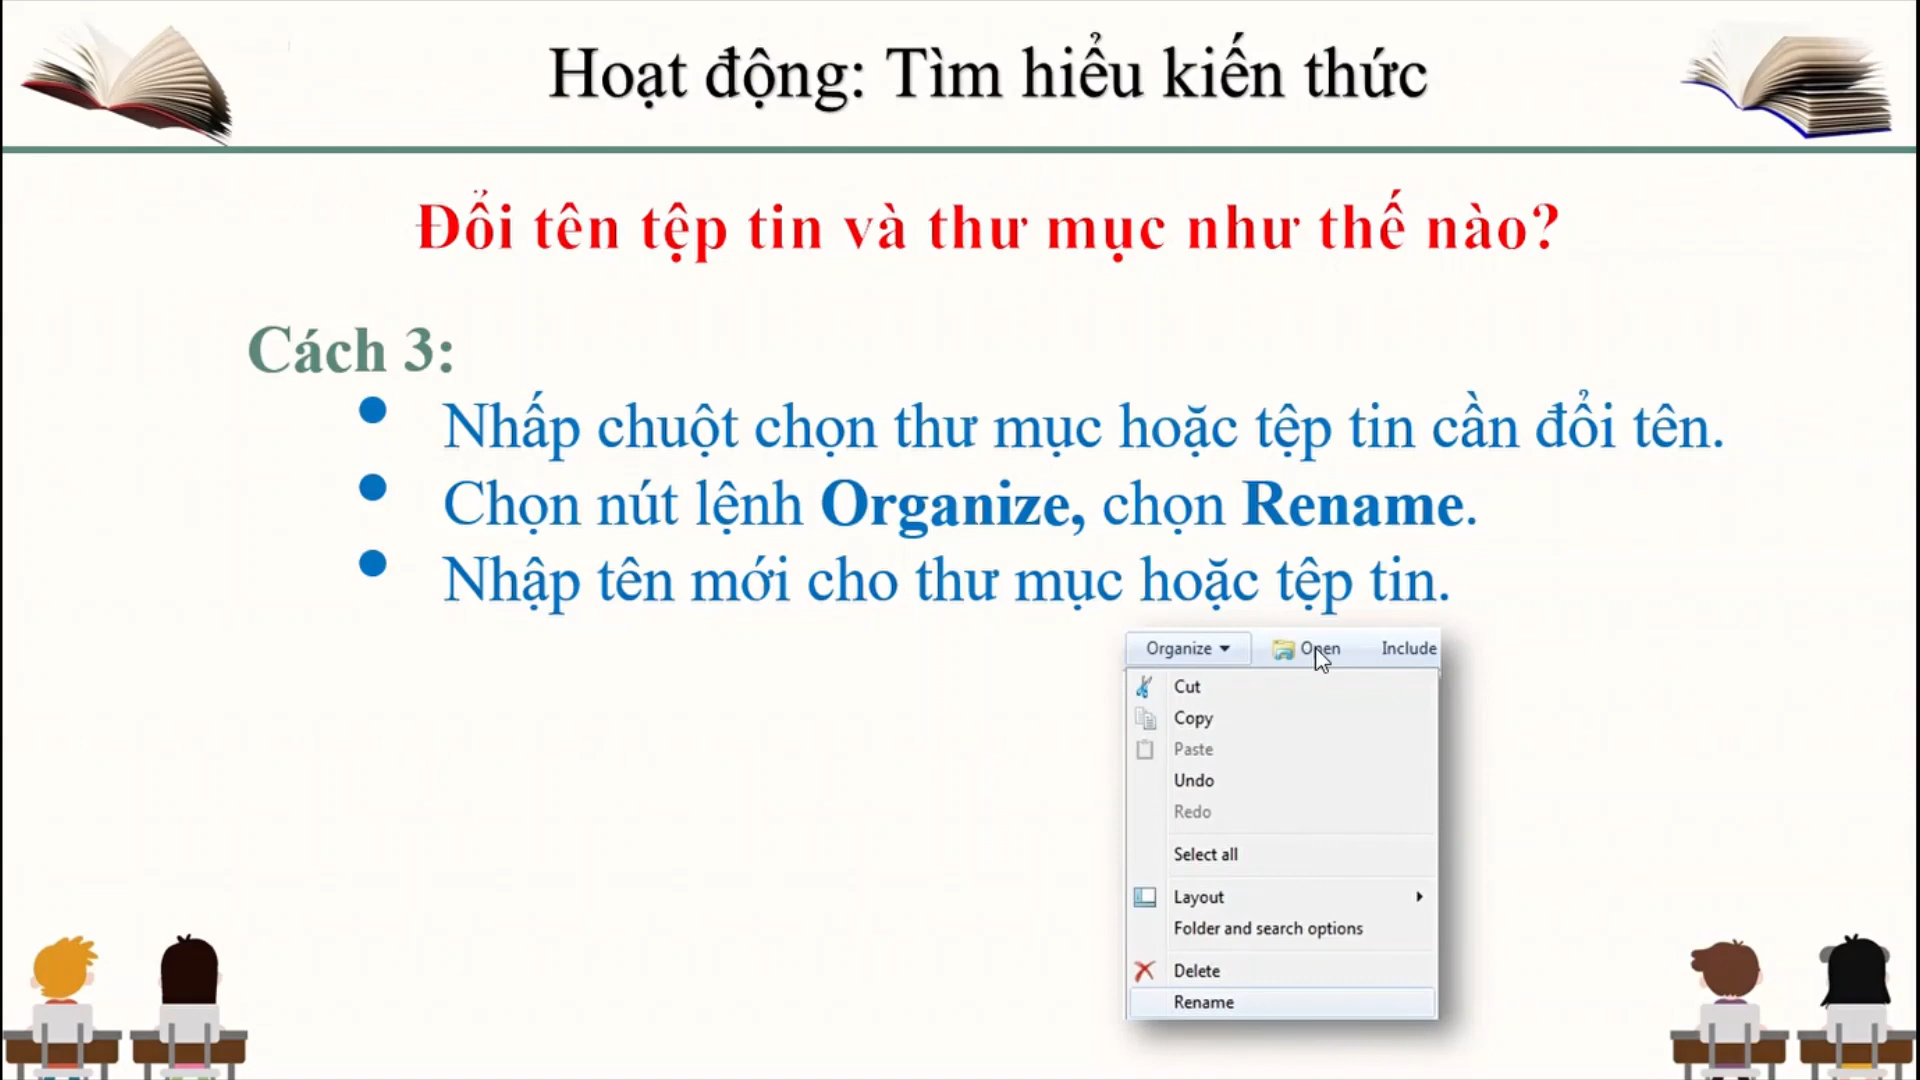 Hoạt động: Tìm hiểu kiến thức
Đổi tên tệp tin và thư mục như thế nào?
Cách 3:
Nhấp chuột chọn thư mục hoặc tệp tin cần đổi tên.
Chọn nút lệnh Organize, chọn Rename.
Nhập tên mới cho thư mục hoặc tệp tin.
Organize Open Include
Cut
Copy
Paste
Undo
Redo
Select all
Layout
Folder and search options
Delete
Rename